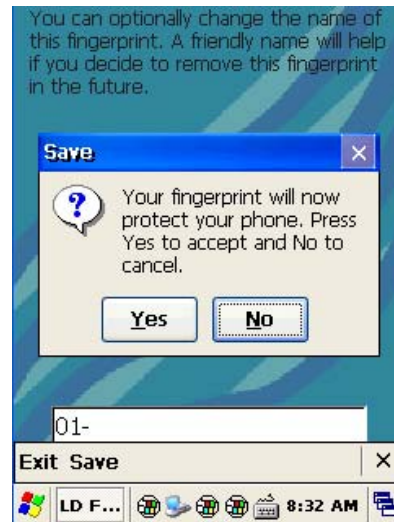 You can optionally change the name of
this fingerprint. A friendly name will help
if you decide to remove this fingerprint
in the future.
Save
Your fingerprint will now
protect your phone. Press
Yes to accept and No to
cancel.
Yes No
01-
Exit Save
LD F... 8:32 AM